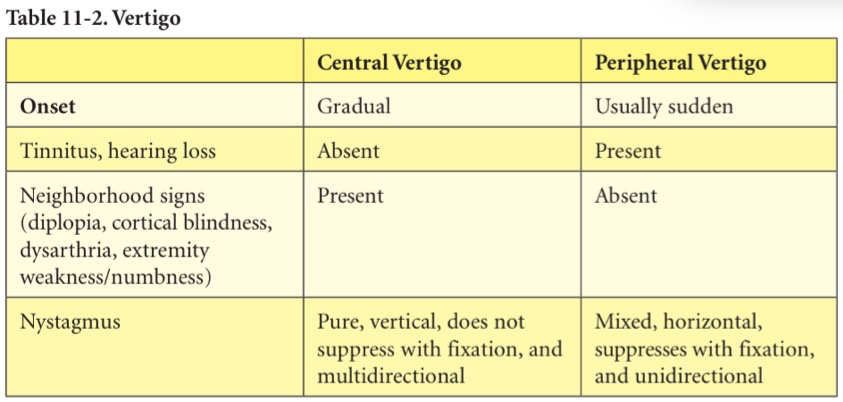 Table 11-2. Vertigo
Central Vertigo
Peripheral Vertigo
Onset
Gradual
Usually sudden
Tinnitus, hearing loss
Absent
Present
Neighborhood signs
(diplopia, cortical blindness,
dysarthria, extremity
weakness/numbness)
Present
Absent
Nystagmus
Pure, vertical, does not
suppress with fixation, and
multidirectional
Mixed, horizontal,
suppresses with fixation,
and unidirectional